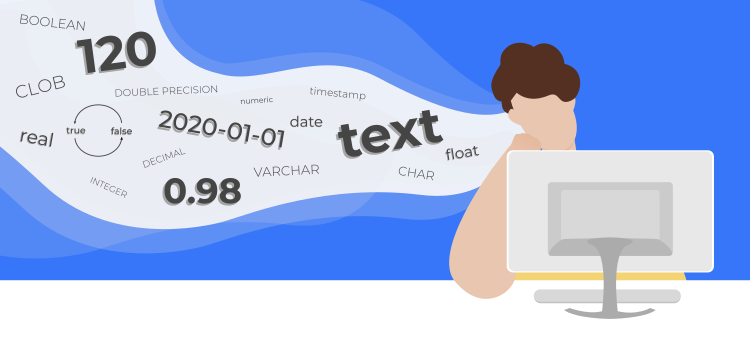 BOOLEAN
120
CLOB
DOUBLE PRECISION
numeric
timestamp
real
true
false
2020-01-01
date
text
float
DECIMAL
INTEGER
0.98
VARCHAR
CHAR